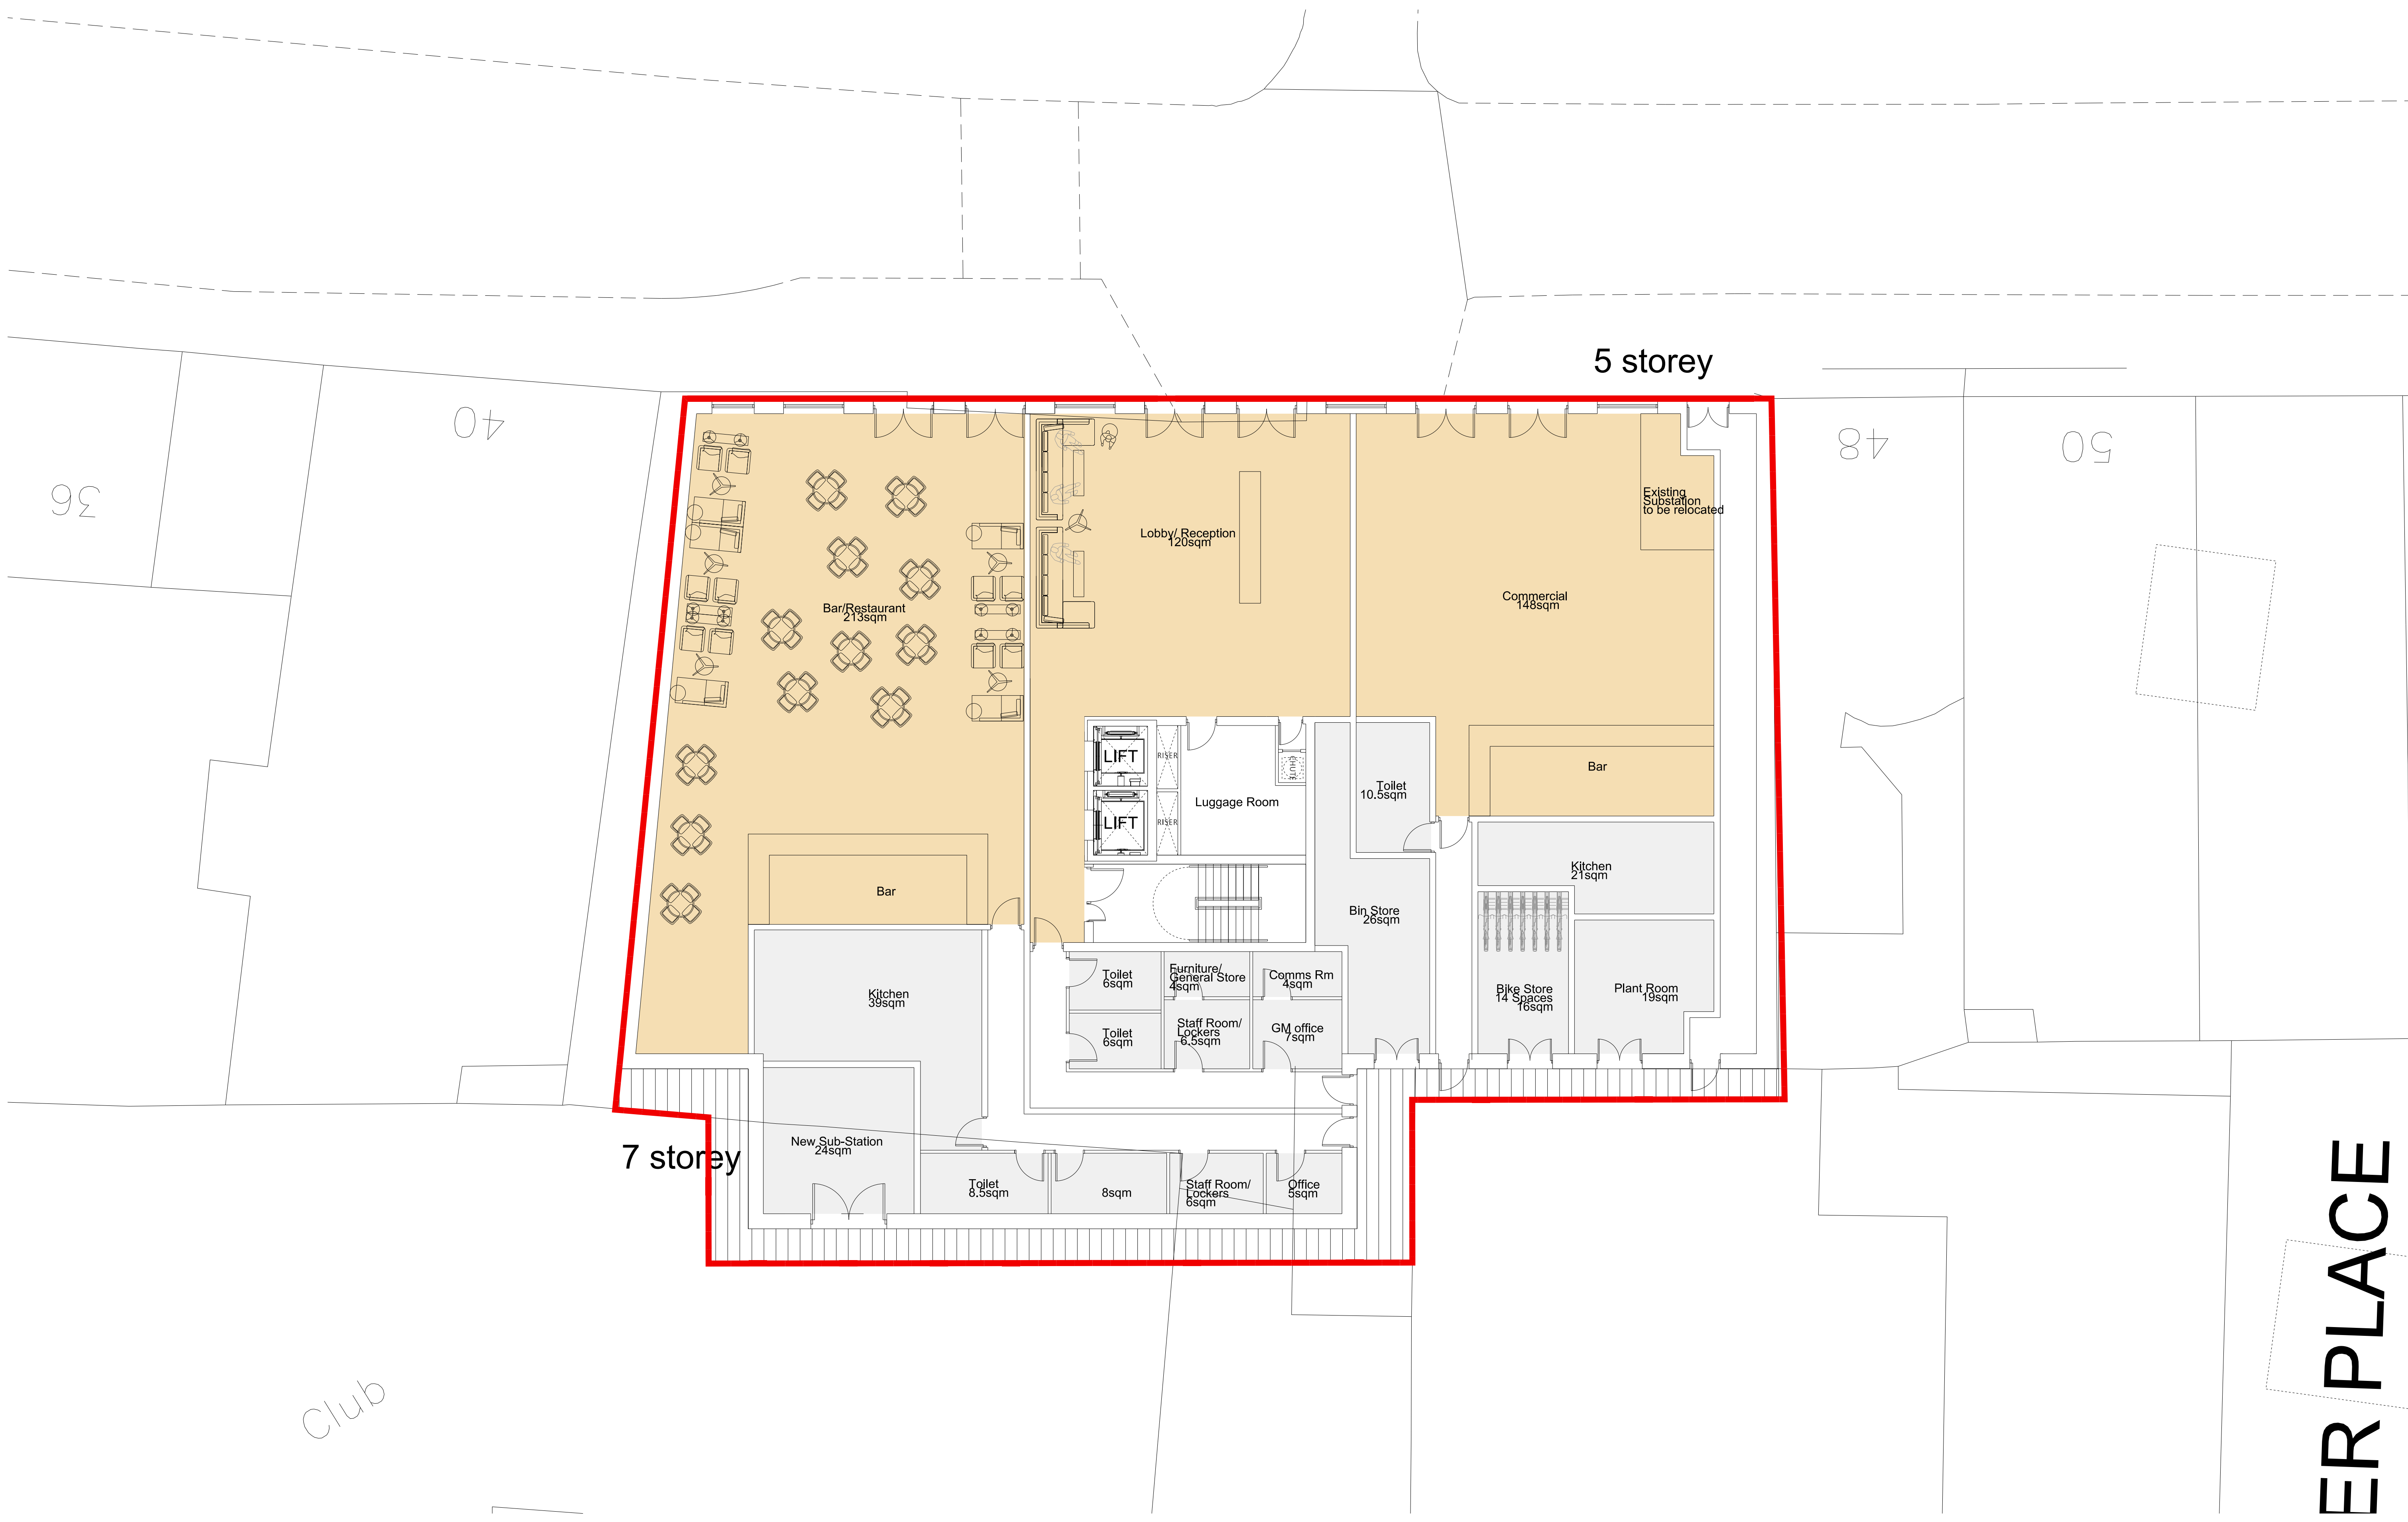 5 storey
40
48
50
36
Existing
Substation
to be relocated
Lobby/ Reception
120sqm
Commercial
148sqm
Bar/Restaurant
213sqm
LIFT
RISER
CHUTE
Bar
Toilet
10.5sqm
Luggage Room
LIFT
RISER
Kitchen
21sqm
Bar
Bin Store
26sqm
Toilet
6sqm
Furniture/
General Store
4sqm
Comms Rm
4sqm
Kitchen
39sqm
Bike Store
14 Spaces
16sqm
Plant Room
19sqm
Toilet
6sqm
Staff Room/
Lockers
6.5sqm
GM office
7sqm
7 storey
New Sub-Station
24sqm
Toilet
8.5sqm
8sqm
Staff Room/
Lockers
6sqm
Office
5sqm
Club
ER PLACE